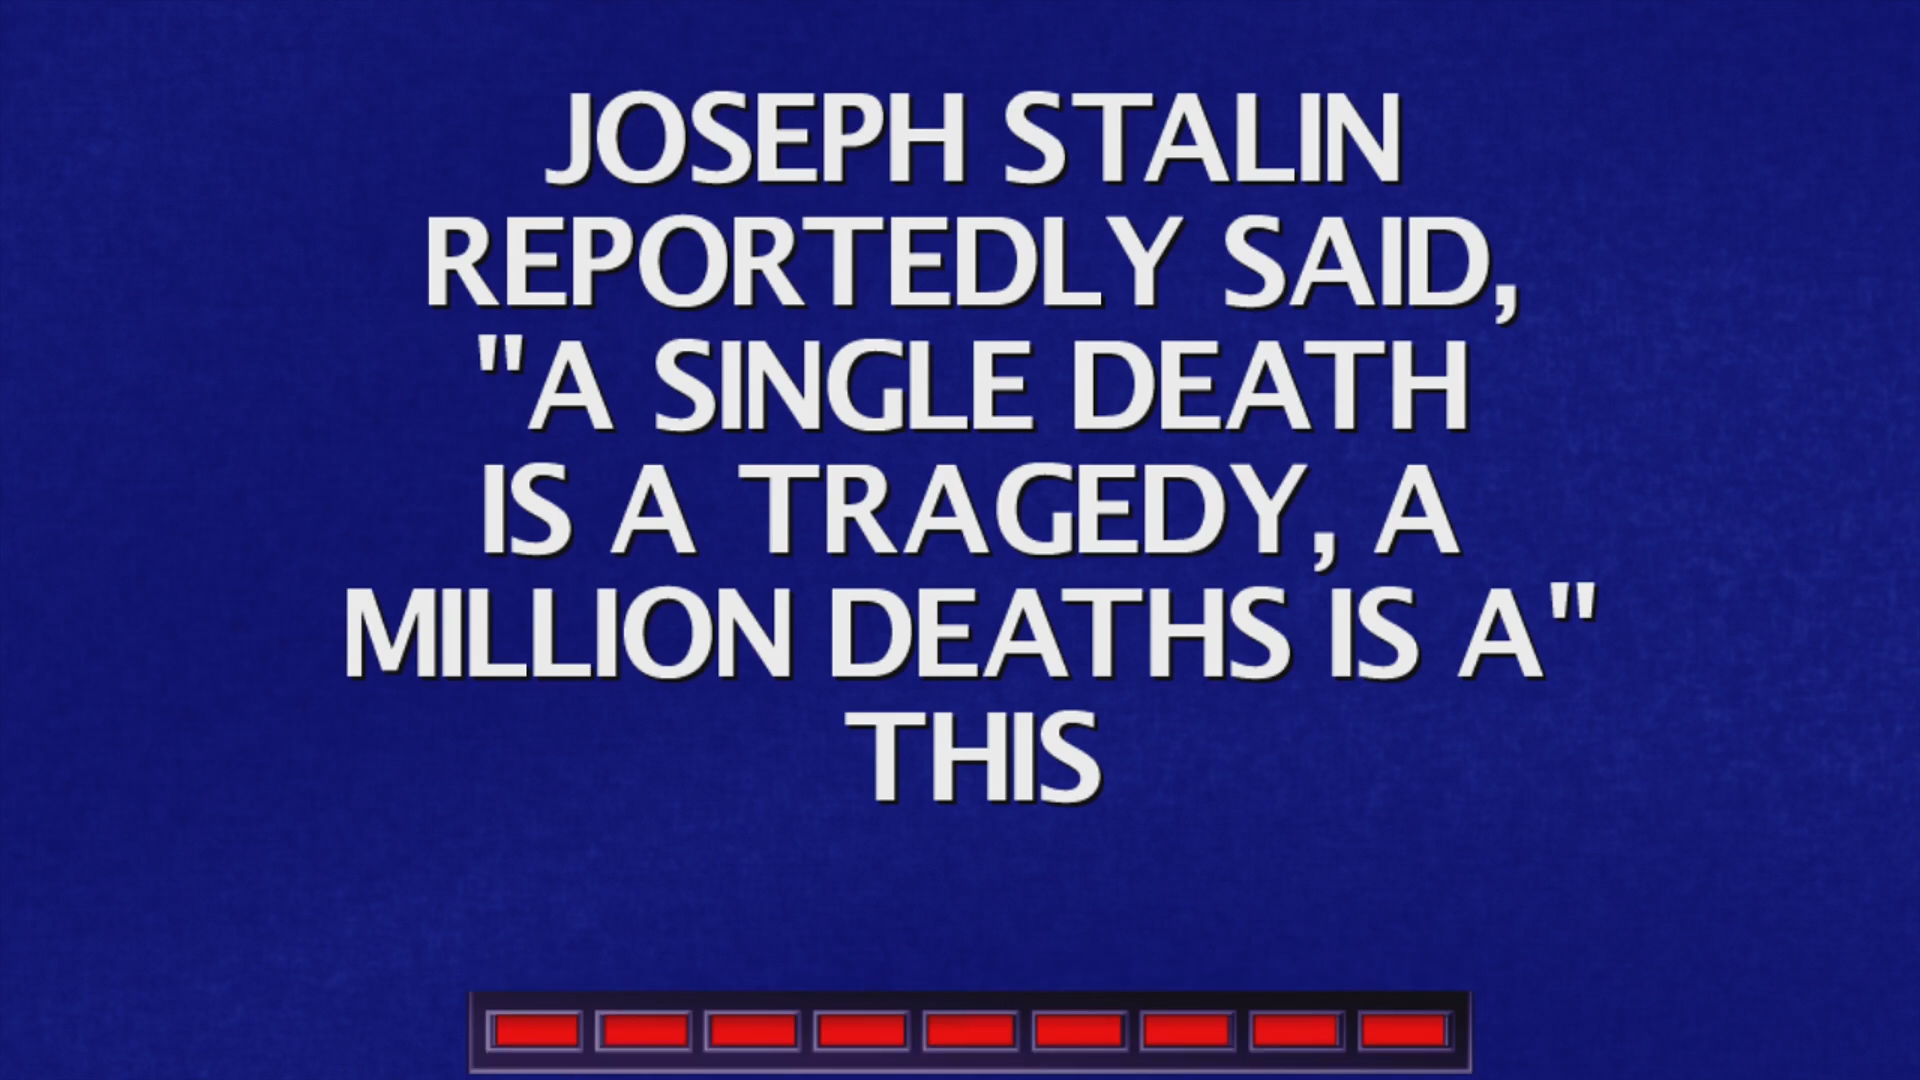 JOSEPH STALIN
REPORTEDLY SAID,
"A SINGLE DEATH
IS A TRAGEDY, A
MILLION DEATHS IS A"
THIS